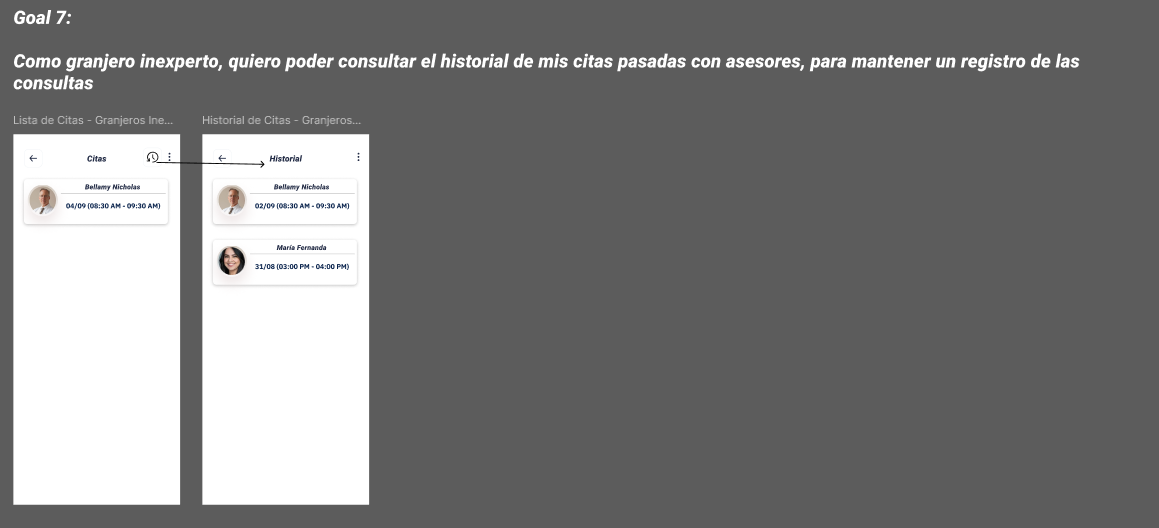 Goal 7:
Como granjero inexperto, quiero poder consultar el historial de mis citas pasadas con asesores, para mantener un registro de las
consultas
Lista de Citas - Granjeros Ine...
Historial de Citas - Granjeros...
Citas
Bellamy Nicholas
04/09 (08:30 AM - 09:30 AM)
Historial
Bellamy Nicholas
02/09 (08:30 AM - 09:30 AM)
María Fernanda
31/08 (03:00 PM - 04:00 PM)